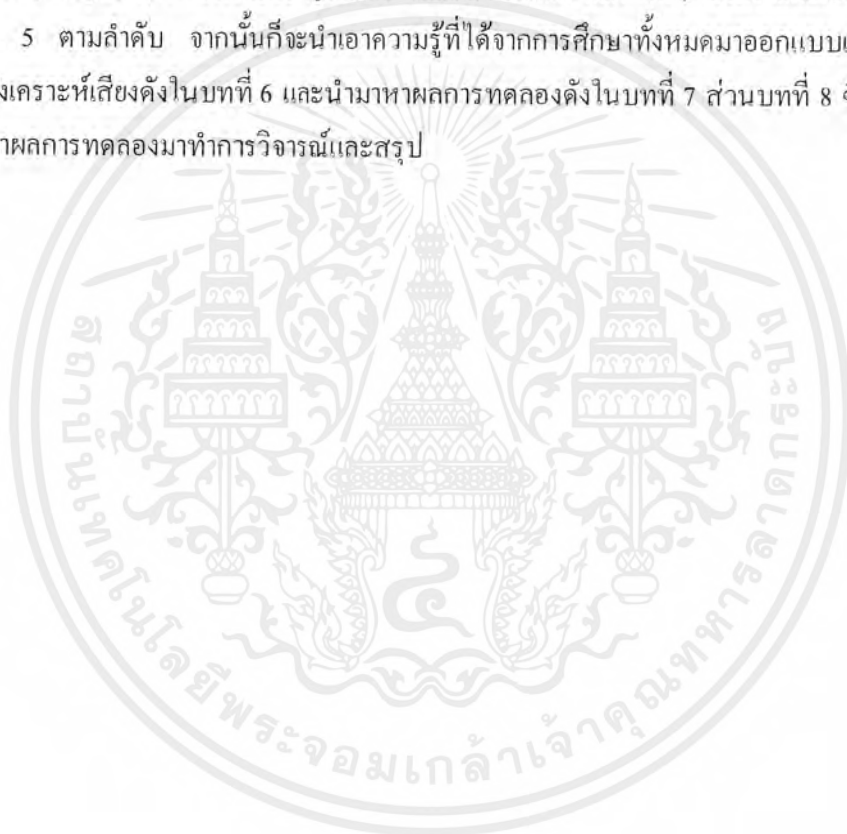 5 ตามลำดับ จากนั้นก็จะนำเอาความรู้ที่ได้จากการศึกษาทั้งหมดมาออกแบบ
งเคราะห์เสียงดังในบทที่ 6 และนำมาหาผลการทดลองดังในบทที่ 7 ส่วนบทที่ 8
าผลการทดลองมาทำการวิจารณ์และสรุป
สถาบันเทคโนโลยีพระจอมเกล้าเจ้าคุณทหารลาดกระบัง